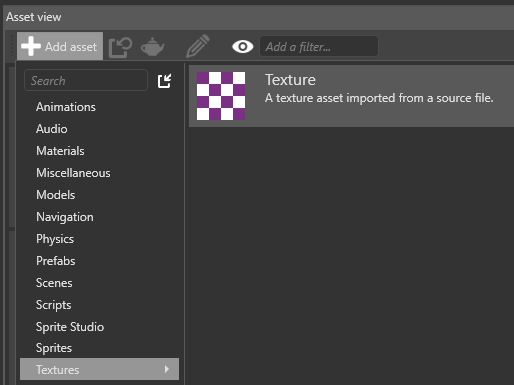 Asset view
Add asset
Add a filter...
Search
Animations
Audio
Materials
Miscellaneous
Models
Navigation
Physics
Prefabs
Scenes
Scripts
Sprite Studio
Sprites
Textures
Texture
A texture asset imported from a source file.